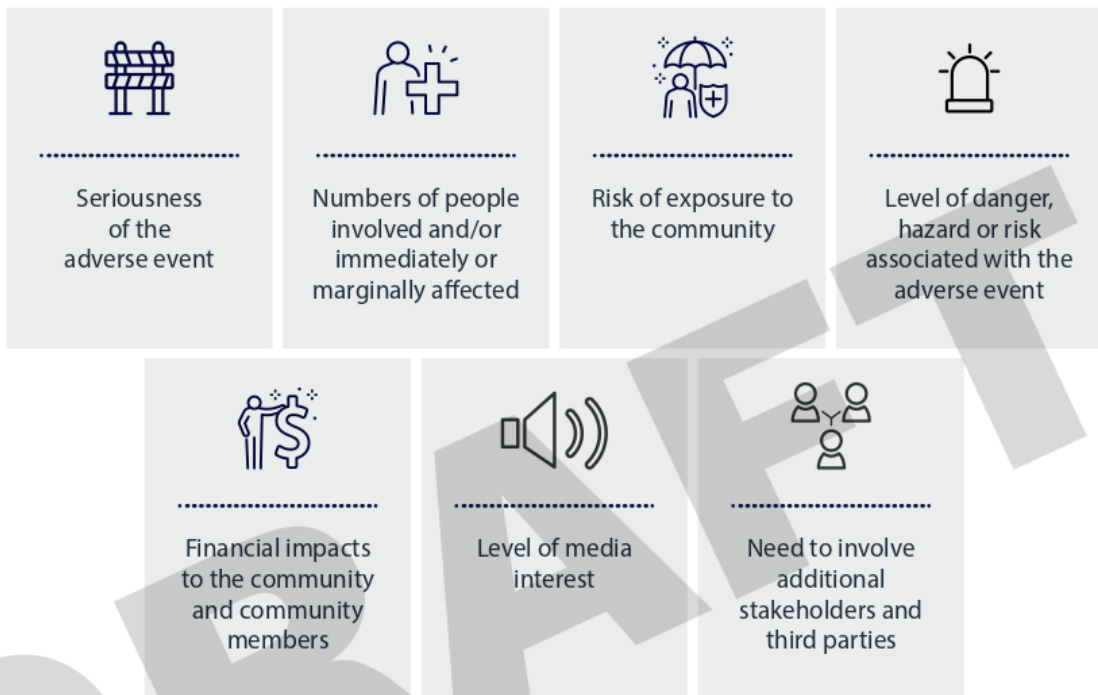 Seriousness
of the
adverse event
Numbers of people
involved and/or
immediately or
marginally affected
Risk of exposure to
the community
Level of danger,
hazard or risk
associated with the
adverse event
Financial impacts
to the community
and community
members
Level of media
interest
Need to involve
additional
stakeholders and
third parties
DRAFT